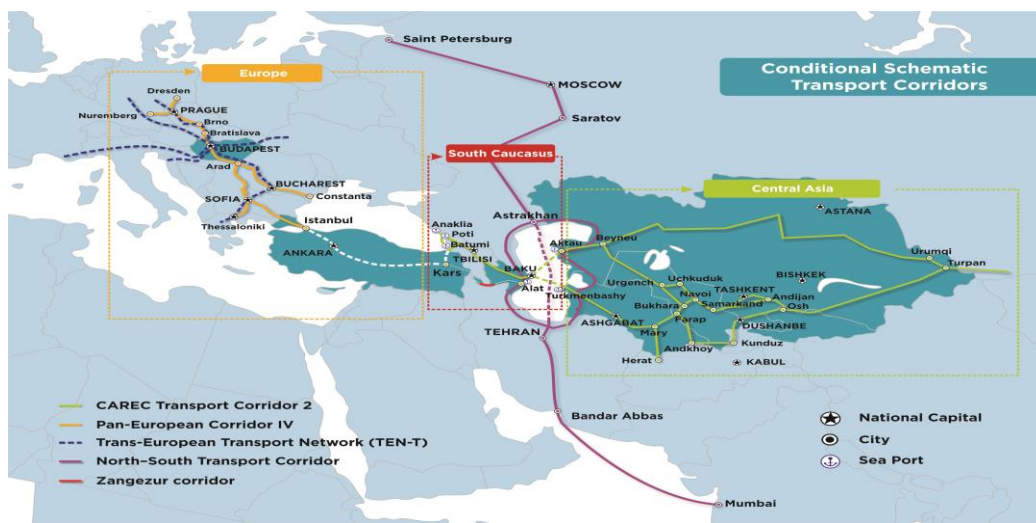 Saint Petersburg
Europe
Conditional Schematic
Transport Corridors
MOSCOW
Dresden
PRAGUE
Nuremberg
Brno
Bratislava
BUDAPEST
Saratov
South Caucasus
Arad
BUCHAREST
Constanta
SOFIA
Thessaloniki
Istanbul
ANKARA
Central Asia
ASTANA
Astrakhan
Anaklia
Poti
Batumi
TBILISI
Kars
Aktau
Beyneu
BAKU
Alat
Urumqi
Turpan
Urgench
Uchkuduk
BISHKEK
TASHKENT
Navoi
Andijan
Turkmenbashy
Bukhara
Samarkand
Osh
ASHGABAT
Farap
DUSHANBE
Mary
TEHRAN
Andkhoy
Kunduz
Herat
KABUL
CAREC Transport Corridor 2
Pan-European Corridor IV
Trans-European Transport Network (TEN-T)
North–South Transport Corridor
Zangezur corridor
Bandar Abbas
National Capital
City
Sea Port
Mumbai